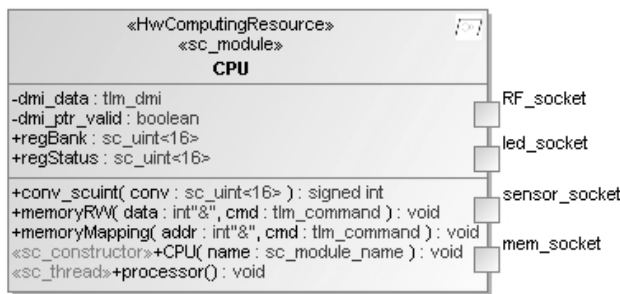 «HwComputingResource»
«sc_module»
CPU
-dmi_data : tlm_dmi
-dmi_ptr_valid : boolean
+regBank : sc_uint<16>
+regStatus : sc_uint<16>
+conv_scuint( conv : sc_uint<16> ) : signed int
+memoryRW( data : int"&", cmd : tlm_command ) : void
+memoryMapping( addr : int"&", cmd : tlm_command ) : void
«sc_constructor»+CPU( name : sc_module_name ) : void
«sc_thread»+processor() : void
RF_socket
led_socket
sensor_socket
mem_socket